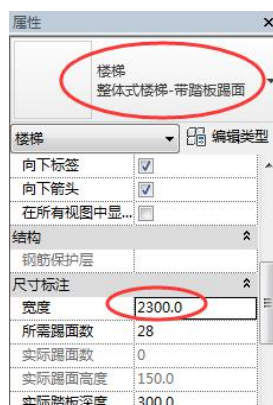 属性
楼梯
整体式楼梯-带踏板踢面
楼梯 编辑类型
向下标签
向下箭头
在所有视图中显...
结构
钢筋保护层
尺寸标注
宽度 2300.0
所需踢面数 28
实际踢面数 0
实际踢面高度 150.0
实际踏板深度 300.0